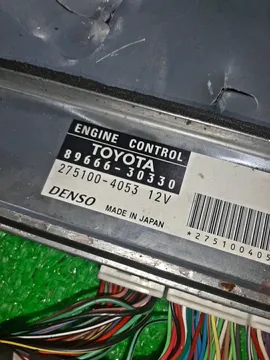 ENGINE CONTROL
TOYOTA
89666-30330
275100-4053 12V
DENSO MADE IN JAPAN
*275100405